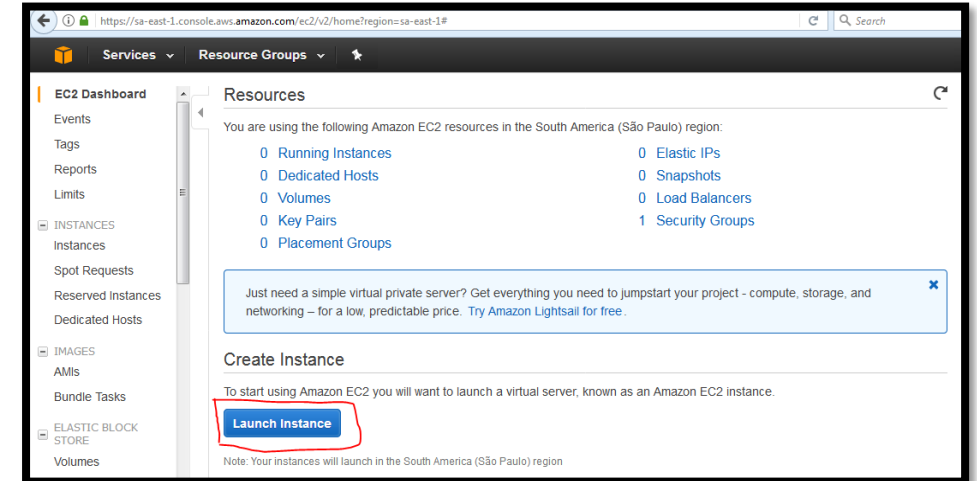 https://sa-east-1.console.aws.amazon.com/ec2/v2/home?region=sa-east-1#
Search
Services
Resource Groups
EC2 Dashboard
Events
Tags
Reports
Limits
INSTANCES
Instances
Spot Requests
Reserved Instances
Dedicated Hosts
IMAGES
AMIs
Bundle Tasks
ELASTIC BLOCK
STORE
Volumes
Resources
You are using the following Amazon EC2 resources in the South America (São Paulo) region:
0 Running Instances
0 Dedicated Hosts
0 Volumes
0 Key Pairs
0 Placement Groups
0 Elastic IPs
0 Snapshots
0 Load Balancers
1 Security Groups
Just need a simple virtual private server? Get everything you need to jumpstart your project - compute, storage, and
networking – for a low, predictable price. Try Amazon Lightsail for free.
Create Instance
To start using Amazon EC2 you will want to launch a virtual server, known as an Amazon EC2 instance.
Launch Instance
Note: Your instances will launch in the South America (São Paulo) region